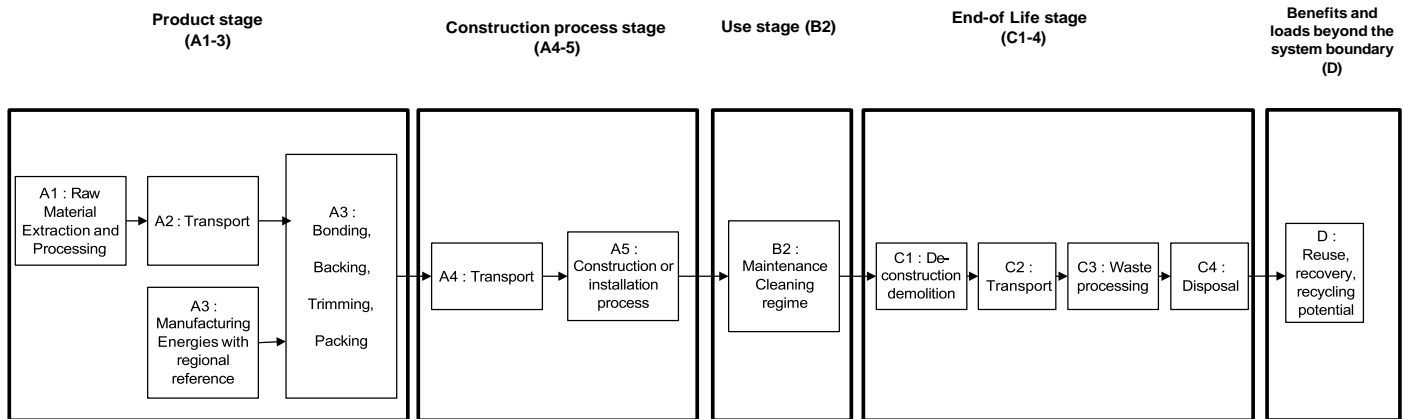 Product stage
(A1-3)
Construction process stage
(A4-5)
Use stage (B2)
End-of Life stage
(C1-4)
Benefits and
loads beyond the
system boundary
(D)
A1 : Raw
Material
Extraction and
Processing
A2 : Transport
A3 :
Manufacturing
Energies with
regional
reference
A3 :
Bonding,
Backing,
Trimming,
Packing
A4 : Transport
A5 :
Construction or
installation
process
B2 :
Maintenance
Cleaning
regime
C1 : De-
construction
demolition
C2 :
Transport
C3 : Waste
processing
C4 :
Disposal
D :
Reuse,
recovery,
recycling
potential